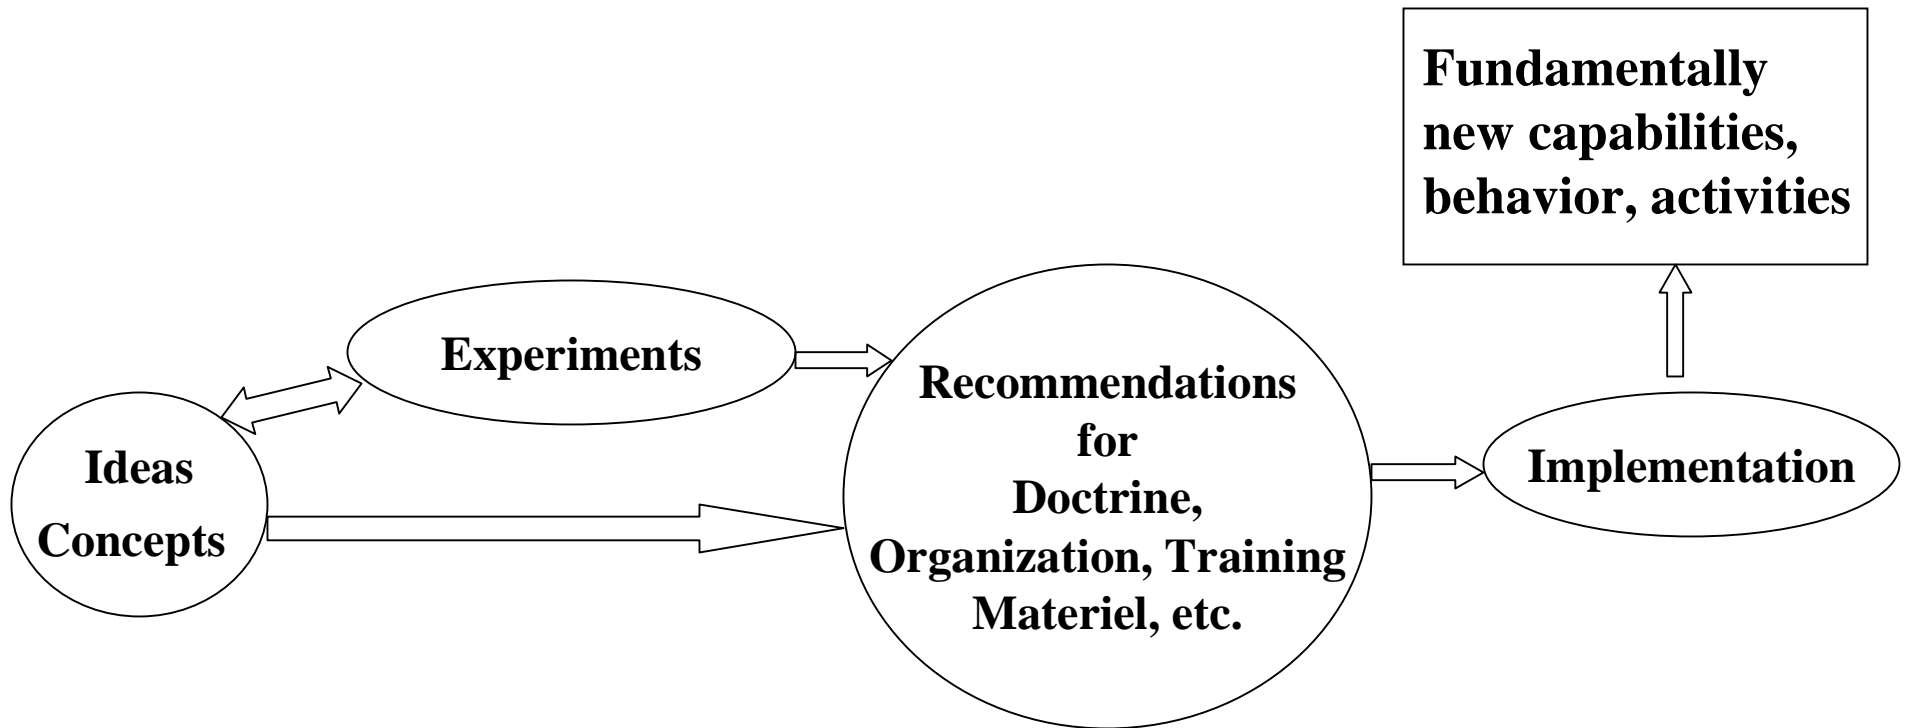 Fundamentally
new capabilities,
behavior, activities
Experiments
Ideas
Concepts
Recommendations
for
Doctrine,
Organization, Training
Materiel, etc.
Implementation